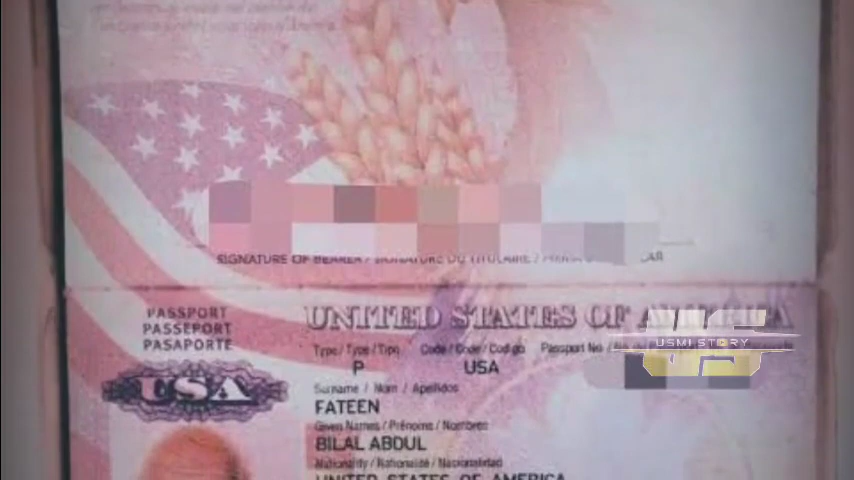 SIGNATURE OF BEARER / SIGNATURE DU TITULAIRE /
PASSPORT
PASSEPORT
PASAPORTE
USA
UNITED STATES OF AMERICA
Type / Type / Tipo Code / Code / Codigo Passport No /
P USA
USMI STORY
Surname / Nom / Apellidos
FATEEN
Given Names / Prénoms / Nombres
BILAL ABDUL
Nationality / Nationalité / Nacionalidad
UNITED STATES OF AMERICA